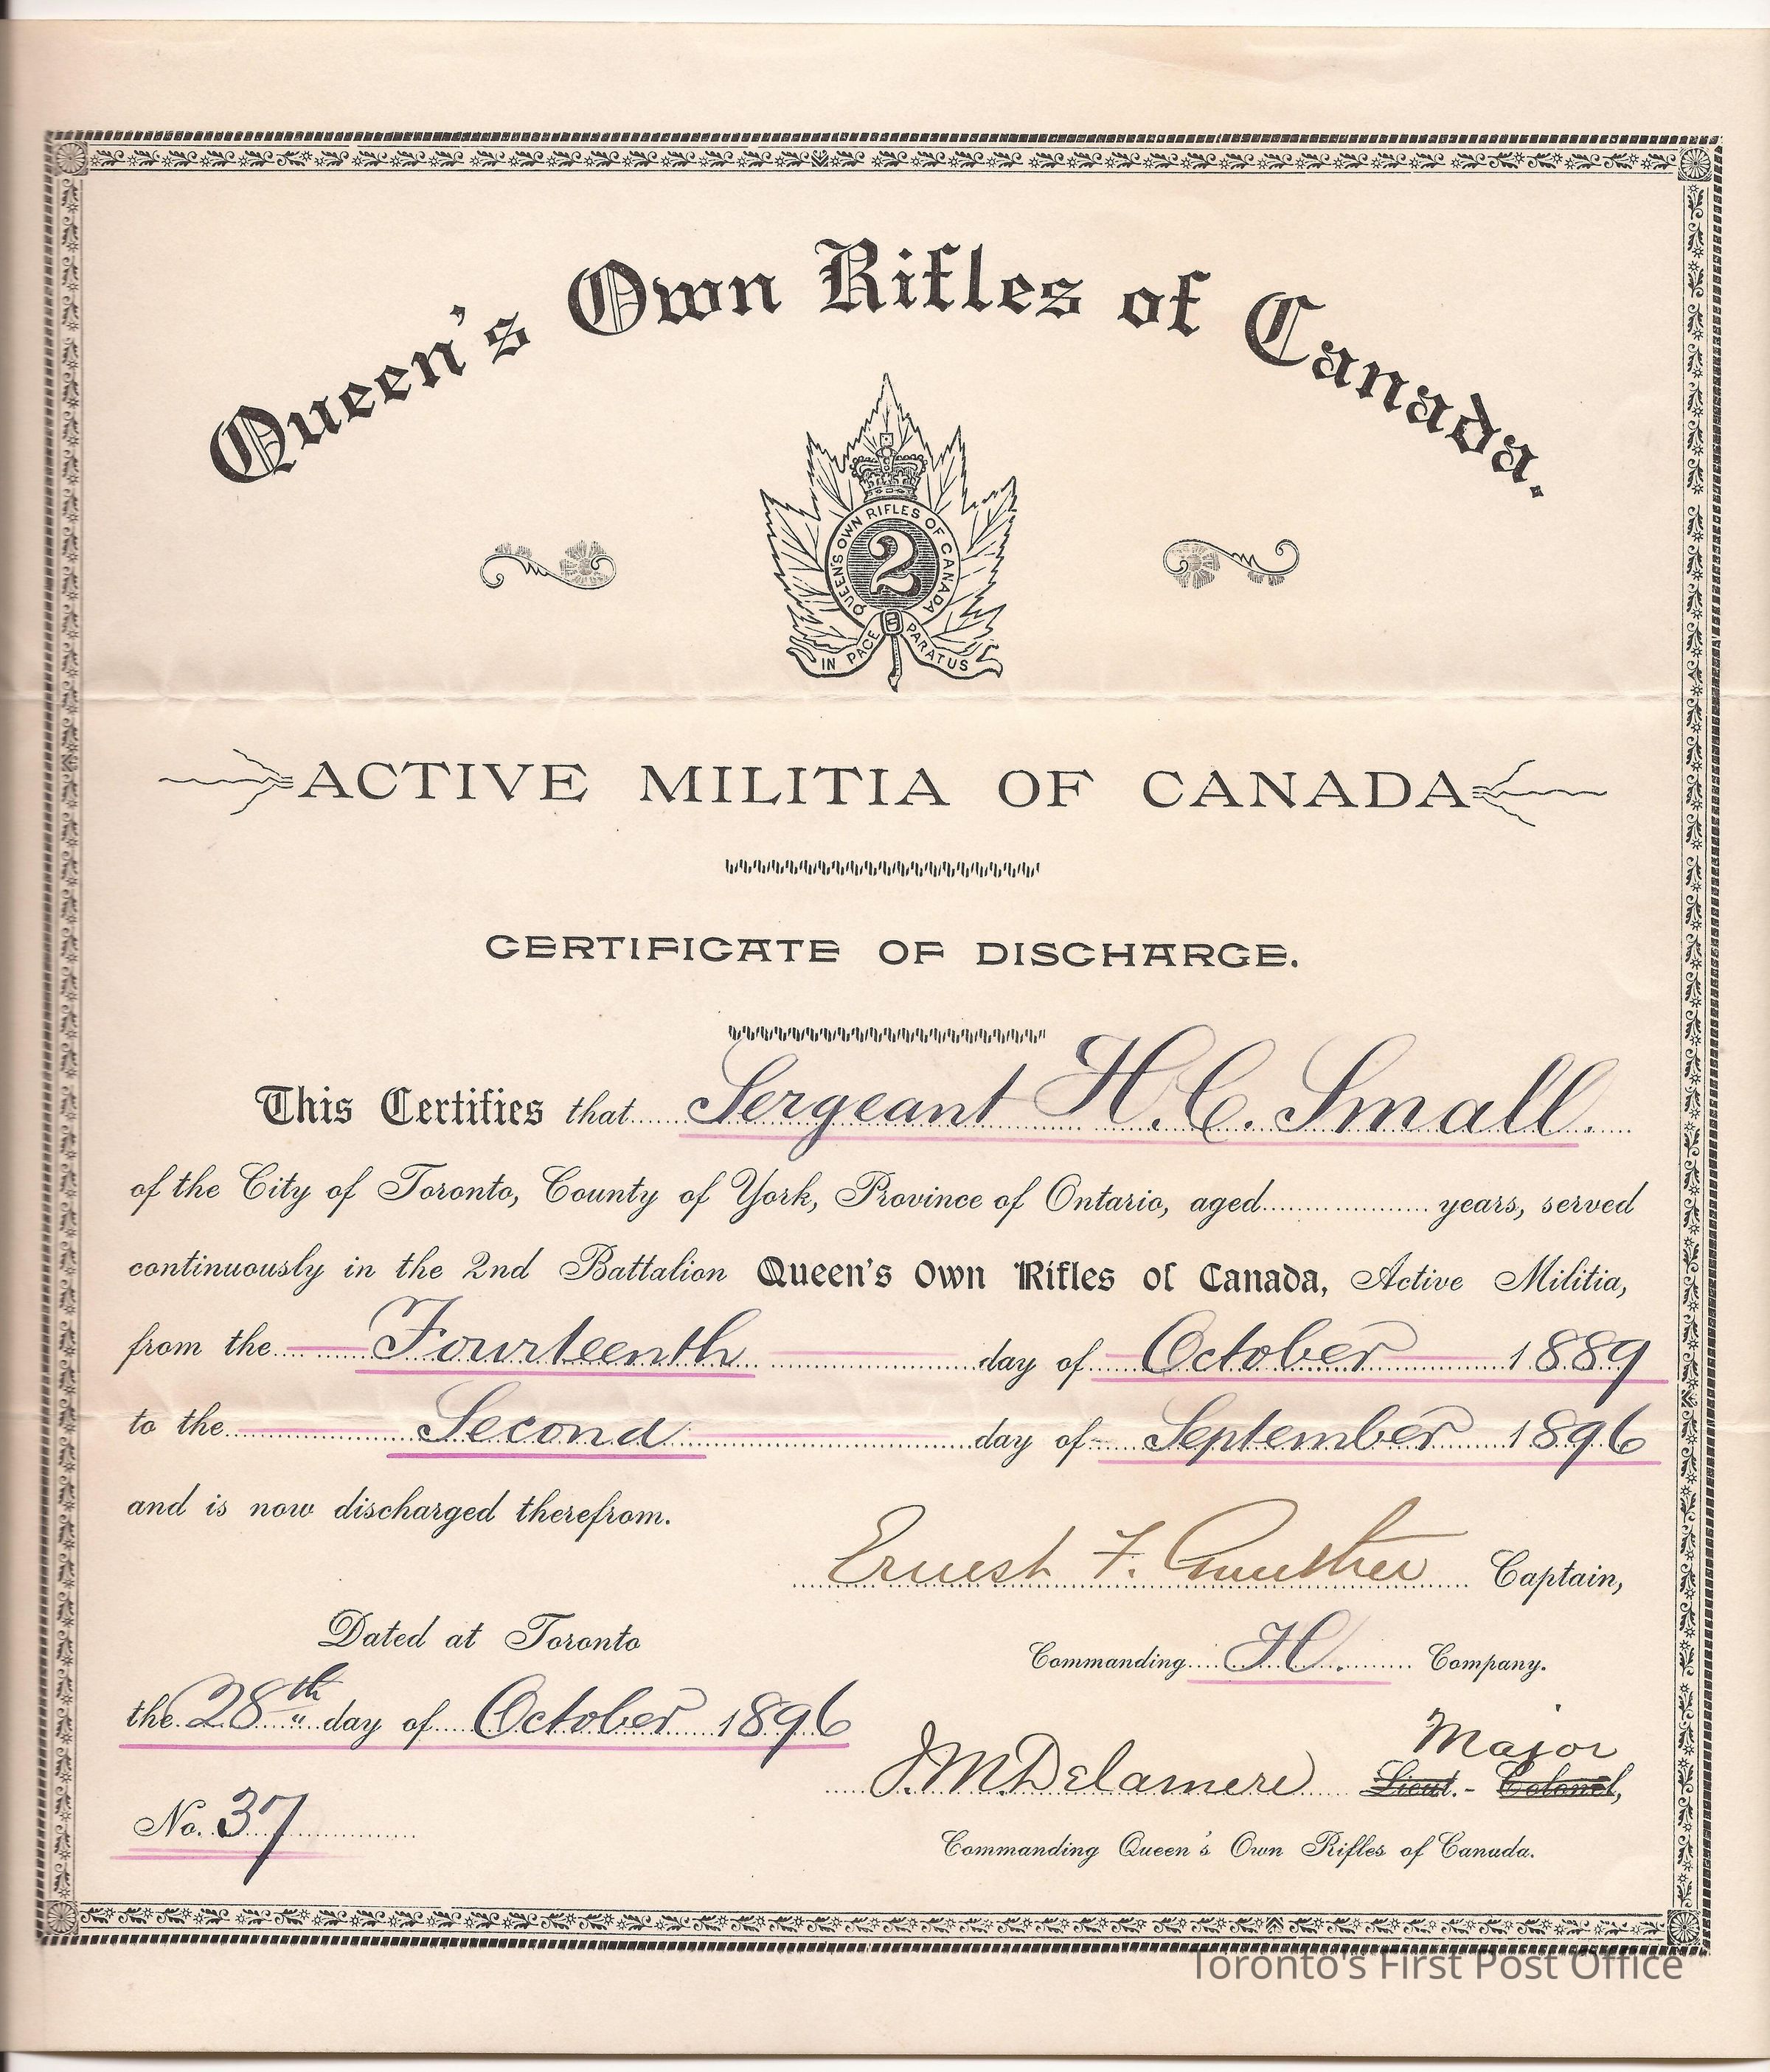 Queen's Own Rifles of Canada.
QUEEN'S OWN RIFLES OF CANADA
2
IN PACE PARATUS
ACTIVE MILITIA OF CANADA
CERTIFICATE OF DISCHARGE.
This Certifies that Sergeant H. C. Small.
of the City of Toronto, County of York, Province of Ontario, aged years, served
continuously in the 2nd Battalion Queen's Own Rifles of Canada, Active Militia,
from the Fourteenth day of October 1889
to the Second day of September 1896
and is now discharged therefrom.
Ernest F. Captain,
Dated at Toronto
Commanding H. Company.
the 28th day of October 1896
Major
J. M. Delamere Lieut.-Colonel,
No. 37
Commanding Queen's Own Rifles of Canada.
Toronto's First Post Office